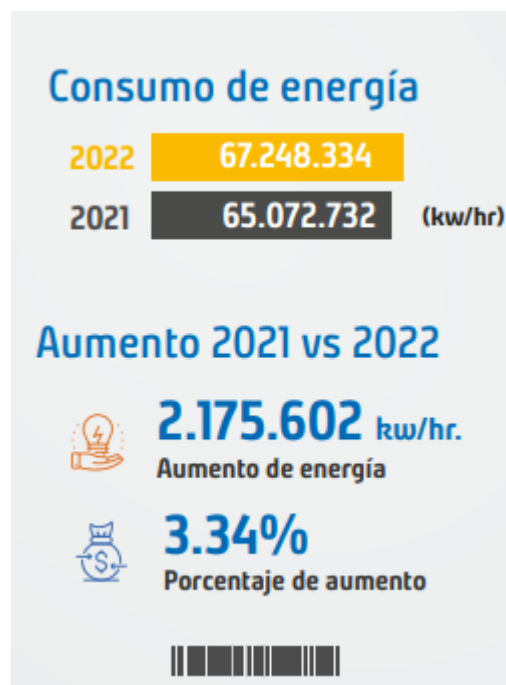 Consumo de energía
2022 67.248.334
2021 65.072.732 (kw/hr)
Aumento 2021 vs 2022
2.175.602 kw/hr.
Aumento de energía
3.34%
Porcentaje de aumento